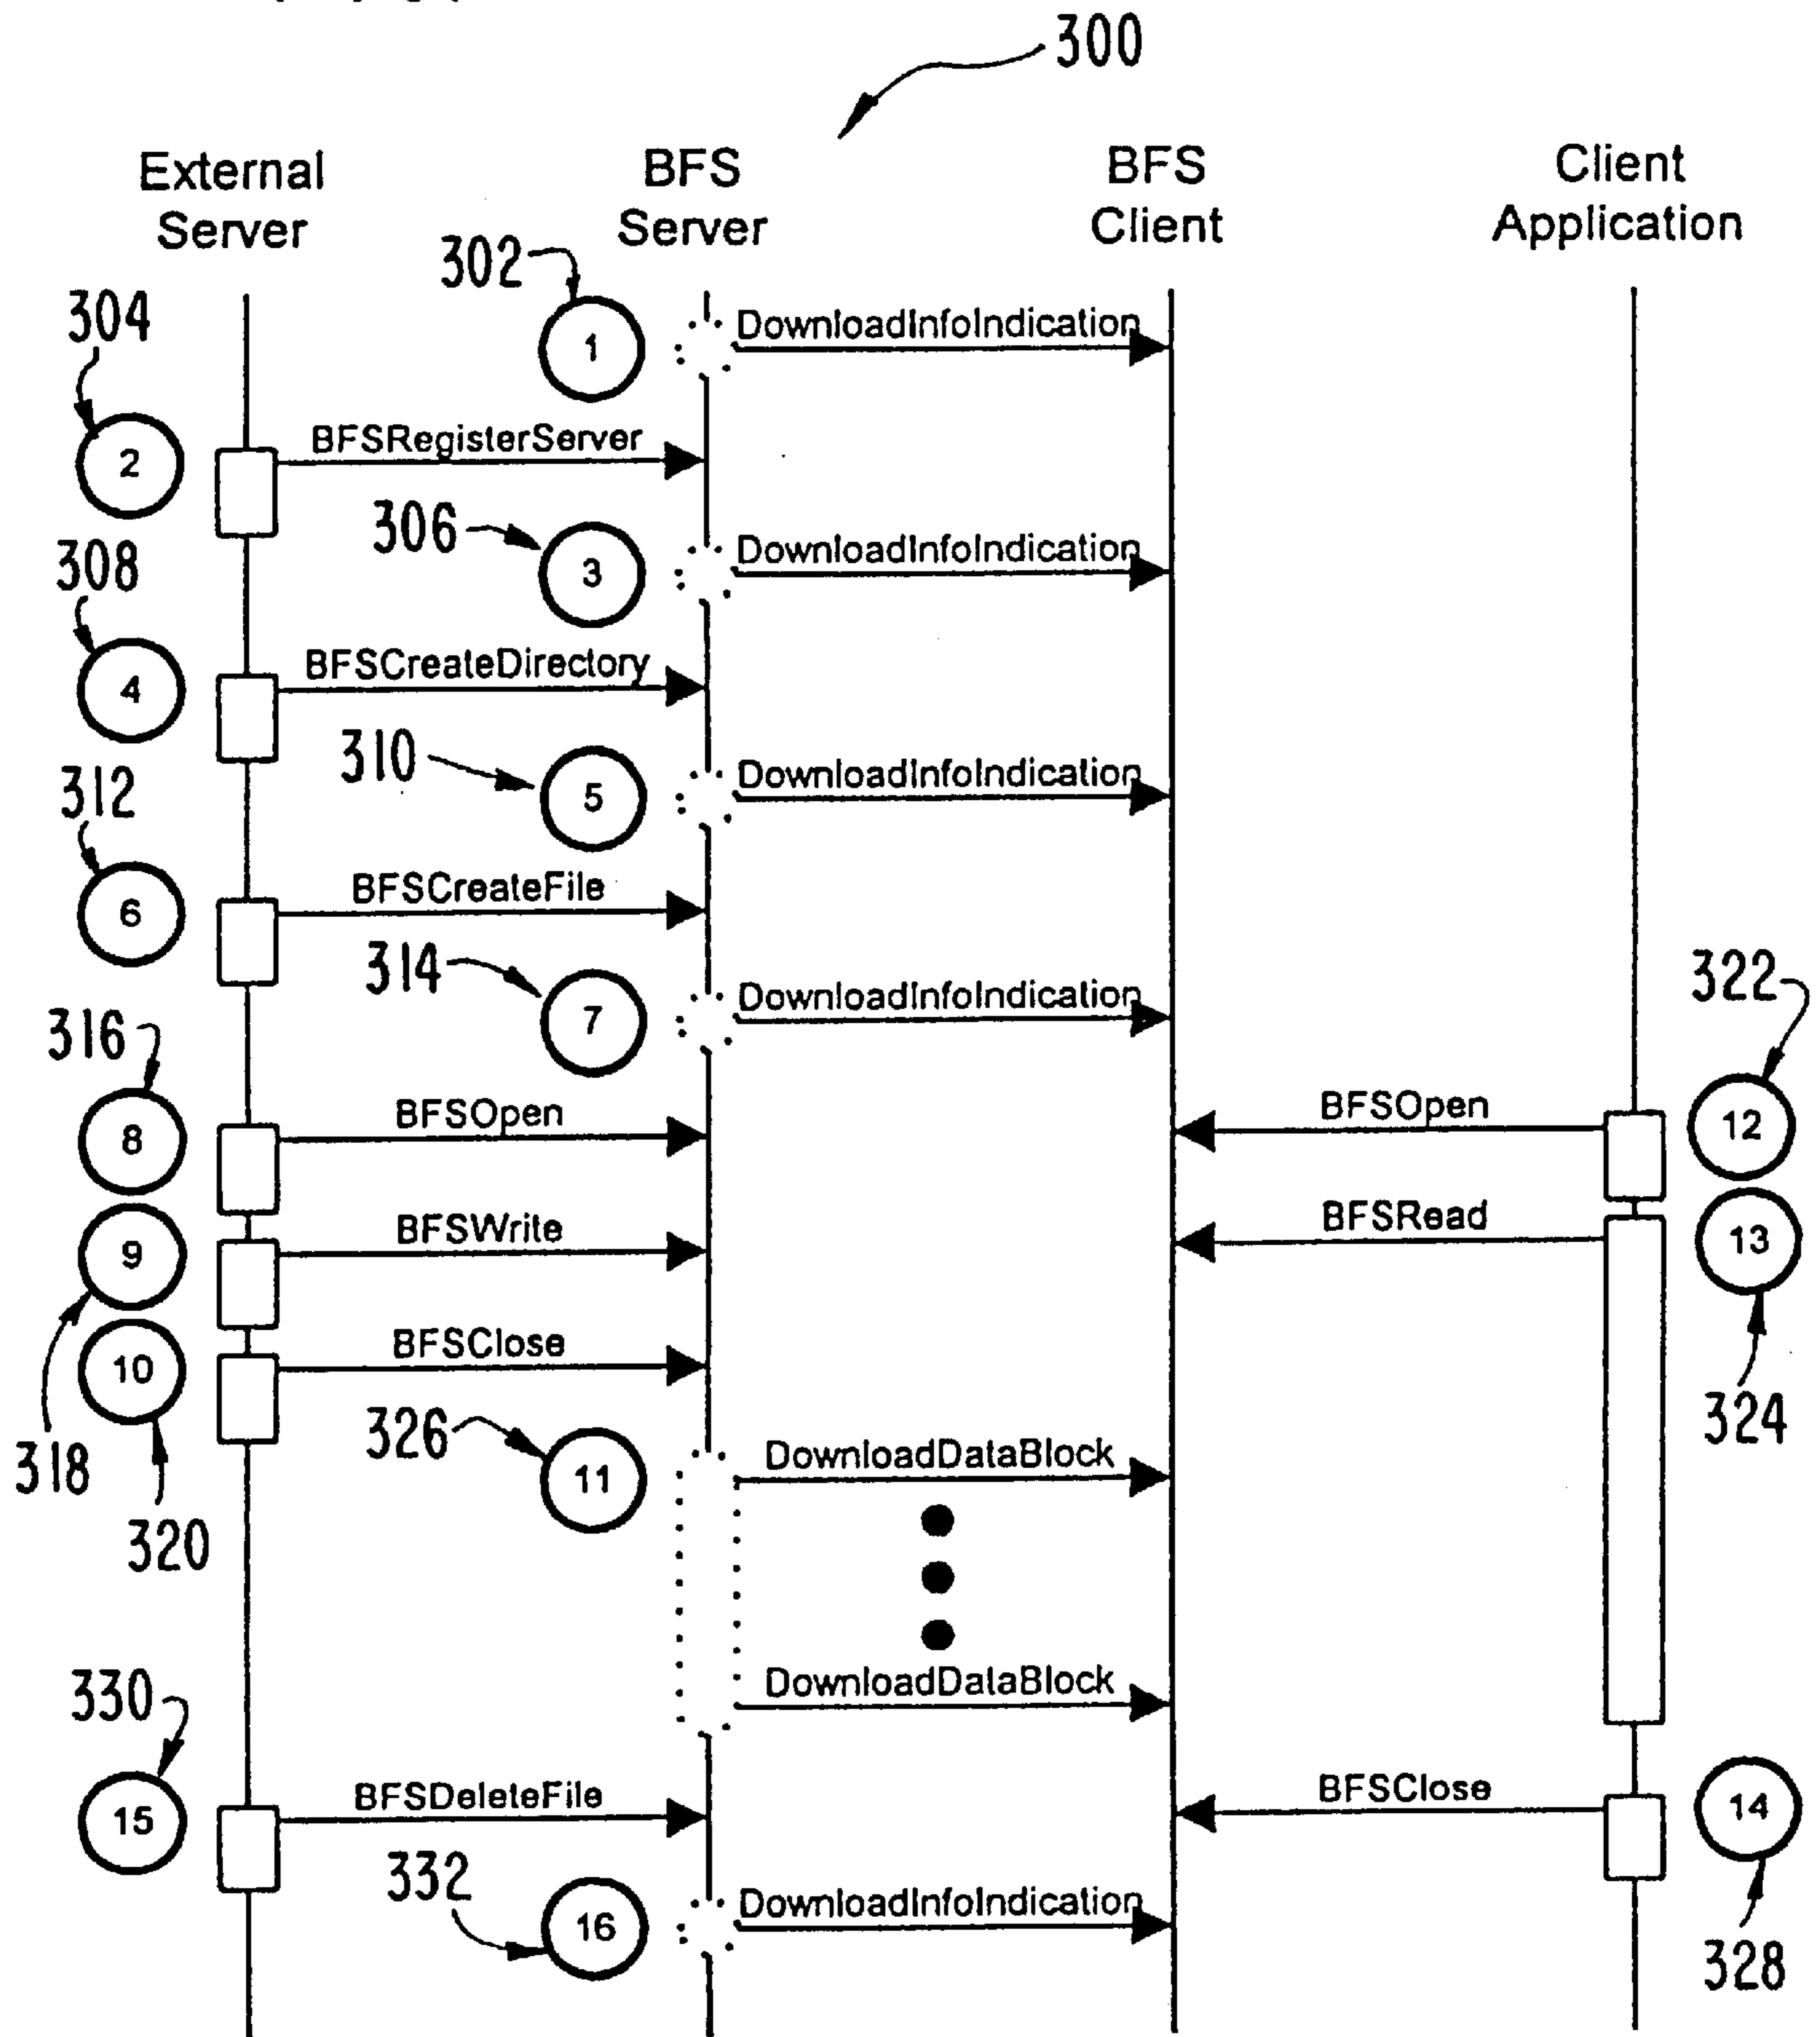 300
External
Server
BFS
Server
BFS
Client
Client
Application
302
1
DownloadInfoIndication
304
2
BFSRegisterServer
306
3
DownloadInfoIndication
308
4
BFSCreateDirectory
310
5
DownloadInfoIndication
312
6
BFSCreateFile
314
7
DownloadInfoIndication
316
8
BFSOpen
322
BFSOpen
12
9
BFSWrite
BFSRead
13
318
324
10
BFSClose
320
326
11
DownloadDataBlock
DownloadDataBlock
330
15
BFSDeleteFile
BFSClose
14
328
332
16
DownloadInfoIndication